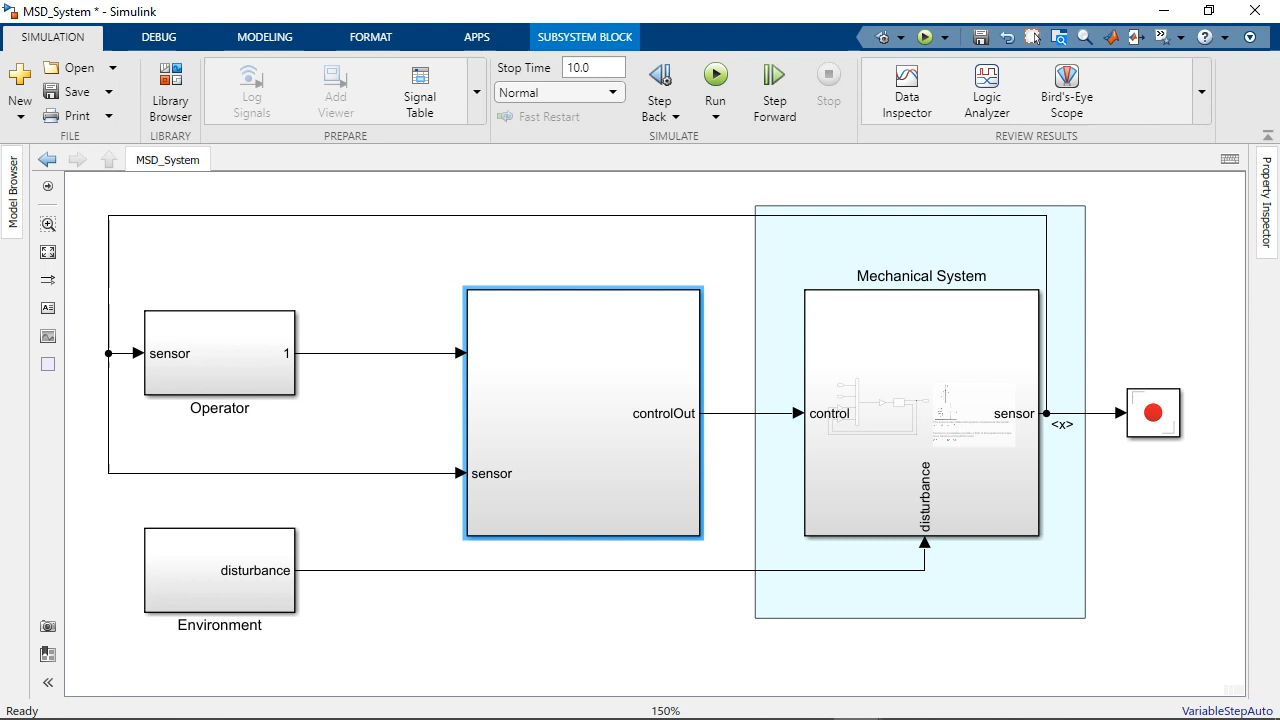 MSD_System * - Simulink
SIMULATION
DEBUG
MODELING
FORMAT
APPS
SUBSYSTEM BLOCK
New
Open
Save
Print
FILE
Library
Browser
LIBRARY
Log
Signals
Add
Viewer
Signal
Table
PREPARE
Stop Time 10.0
Normal
Fast Restart
Step
Back
Run
Step
Forward
Stop
SIMULATE
Data
Inspector
Logic
Analyzer
Bird's-Eye
Scope
REVIEW RESULTS
MSD_System
Model Browser
Property Inspector
Mechanical System
sensor 1
Operator
controlOut
sensor
control
sensor
<x>
disturbance
disturbance
Environment
Ready
150%
VariableStepAuto